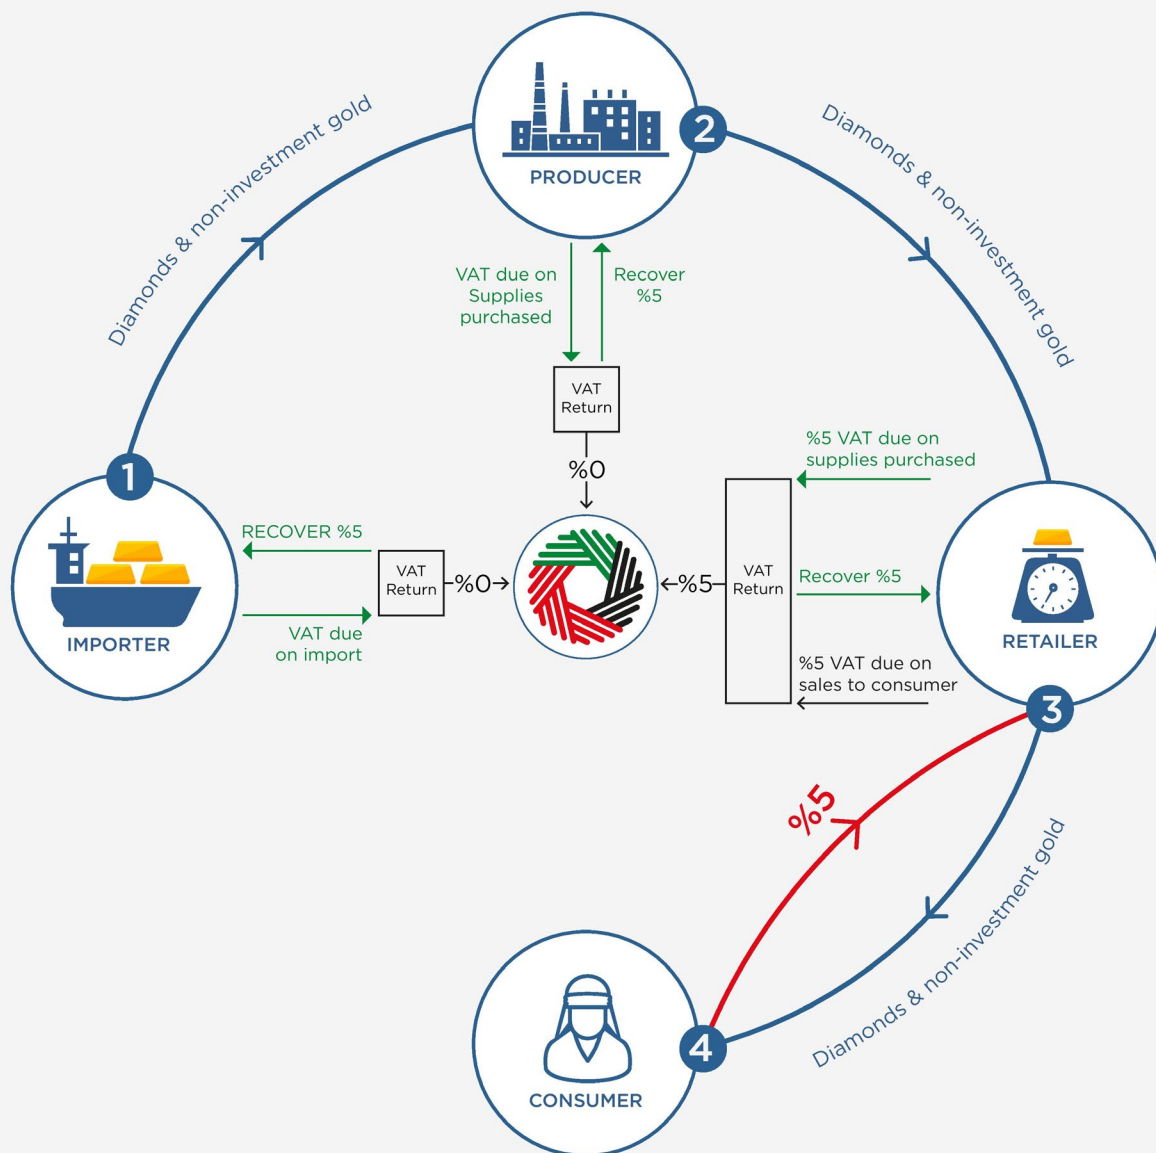 PRODUCER
2
Diamonds & non-investment gold
Diamonds & non-investment gold
VAT due on
Supplies
purchased
Recover
%5
VAT
Return
%0
1
IMPORTER
RECOVER %5
VAT due
on import
VAT
Return
%0
%5
VAT
Return
%5 VAT due on
supplies purchased
Recover %5
%5 VAT due on
sales to consumer
RETAILER
3
%5
Diamonds & non-investment gold
4
CONSUMER